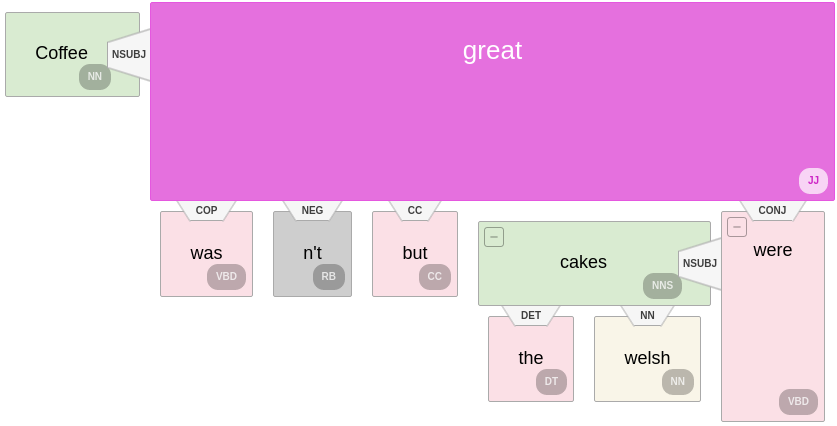 Coffee
NN
NSUBJ
great
JJ
COP
NEG
CC
CONJ
was
VBD
n't
RB
but
CC
cakes
NNS
NSUBJ
were
VBD
DET
NN
the
DT
welsh
NN